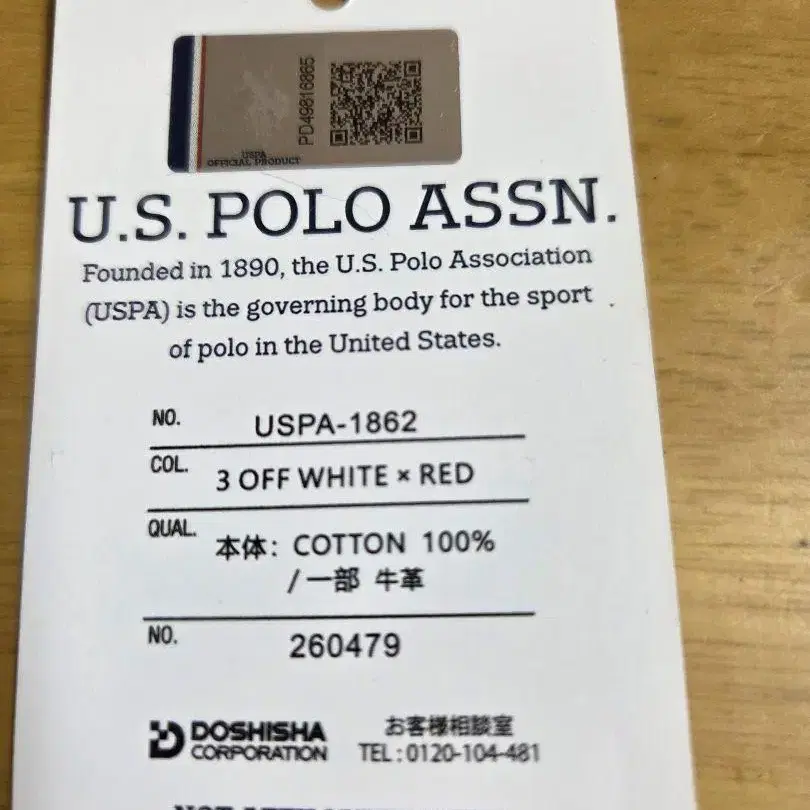 PD49816865
USPA
OFFICIAL PRODUCT
U.S. POLO ASSN.
Founded in 1890, the U.S. Polo Association
(USPA) is the governing body for the sport
of polo in the United States.
NO. USPA-1862
COL. 3 OFF WHITE × RED
QUAL. 本体: COTTON 100%
/一部 牛革
NO. 260479
DOSHISHA お客様相談室
CORPORATION TEL:0120-104-481